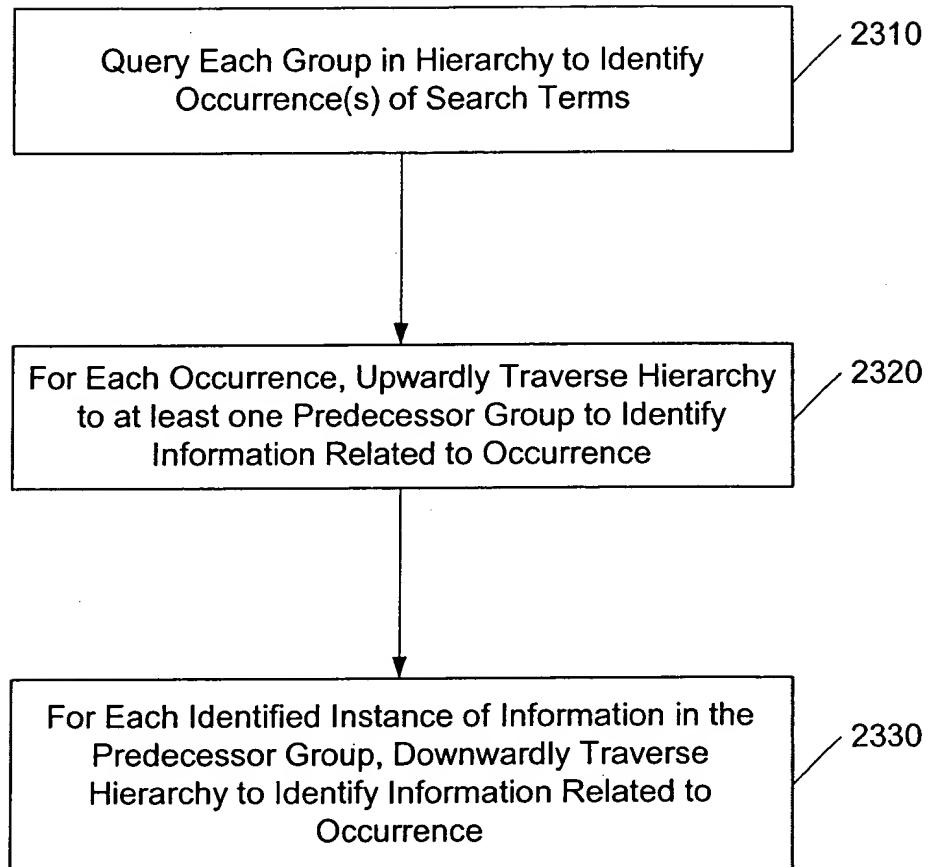 Query Each Group in Hierarchy to Identify
Occurrence(s) of Search Terms
2310
For Each Occurrence, Upwardly Traverse Hierarchy
to at least one Predecessor Group to Identify
Information Related to Occurrence
2320
For Each Identified Instance of Information in the
Predecessor Group, Downwardly Traverse
Hierarchy to Identify Information Related to
Occurrence
2330